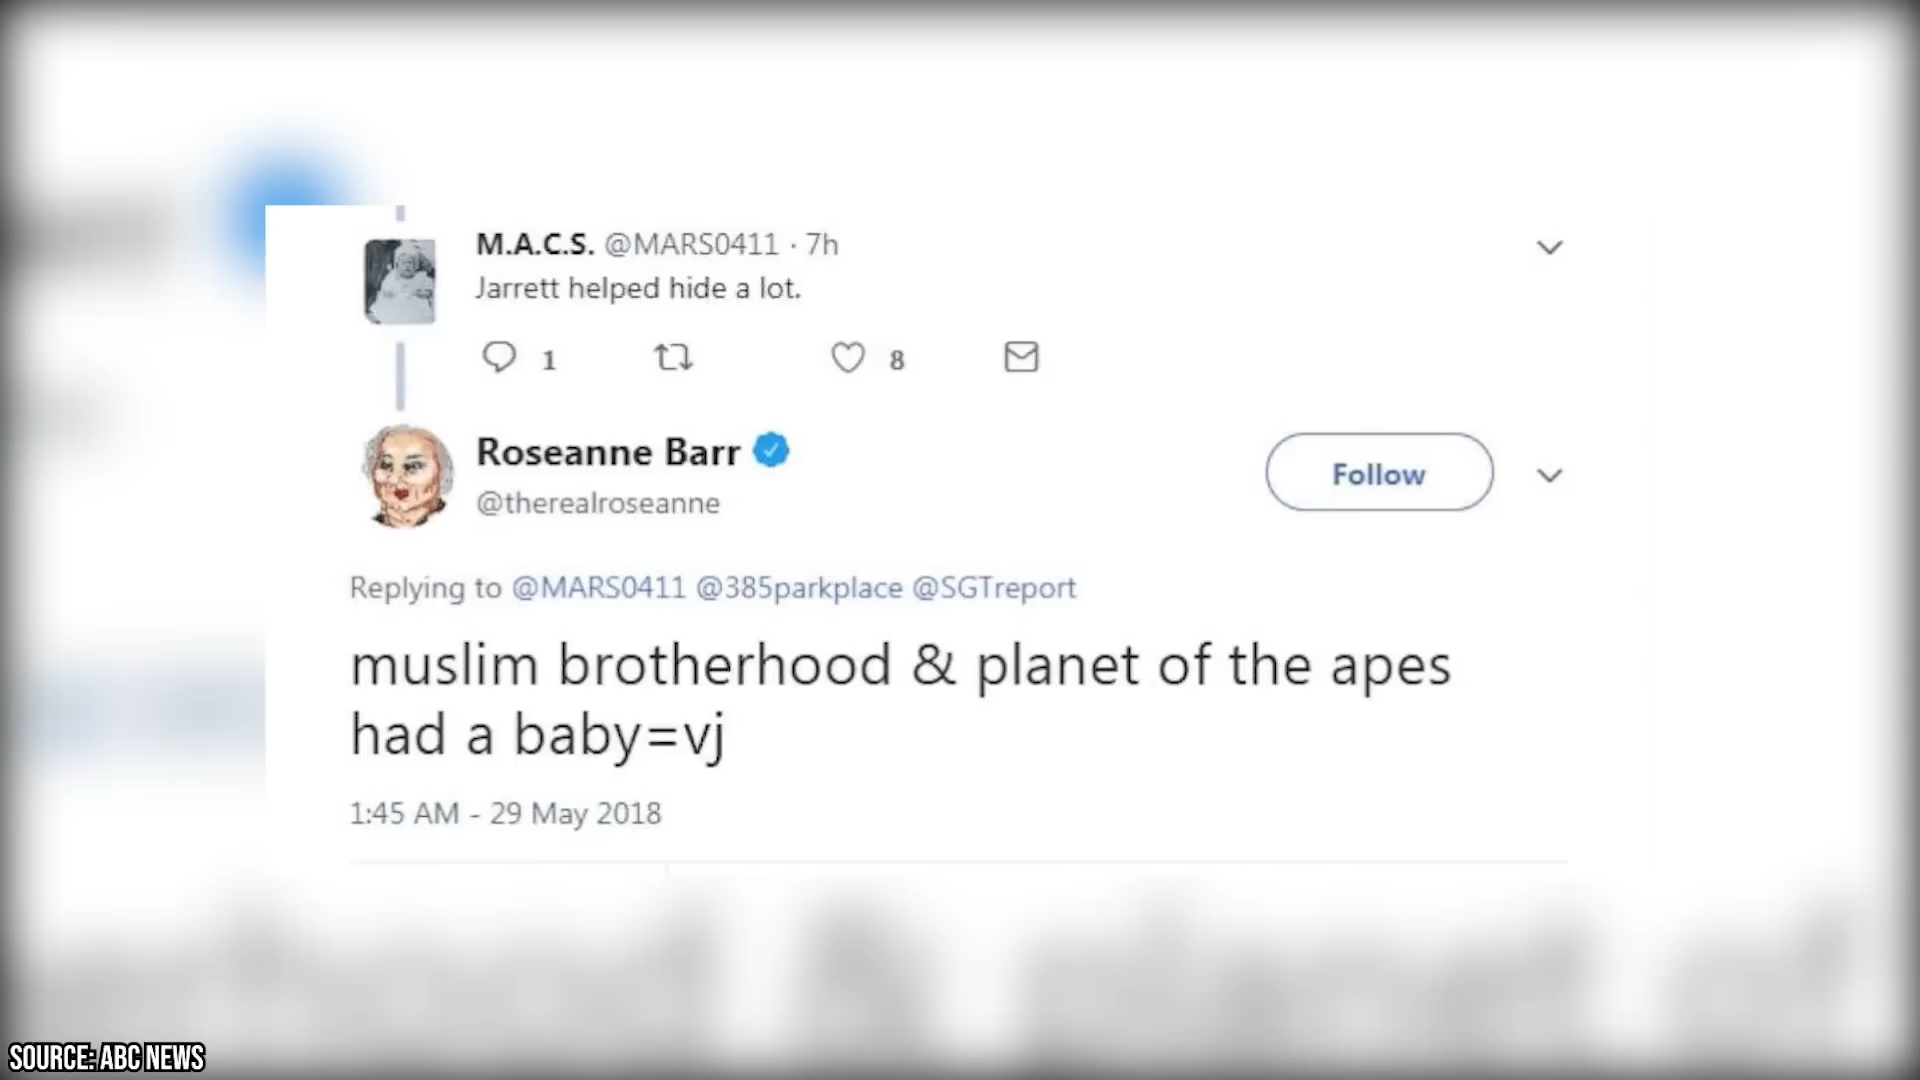 M.A.C.S. @MARS0411 · 7h
Jarrett helped hide a lot.
1 8
Roseanne Barr
@therealroseanne
Follow
Replying to @MARS0411 @385parkplace @SGTreport
muslim brotherhood & planet of the apes
had a baby=vj
1:45 AM - 29 May 2018
SOURCE: ABC NEWS